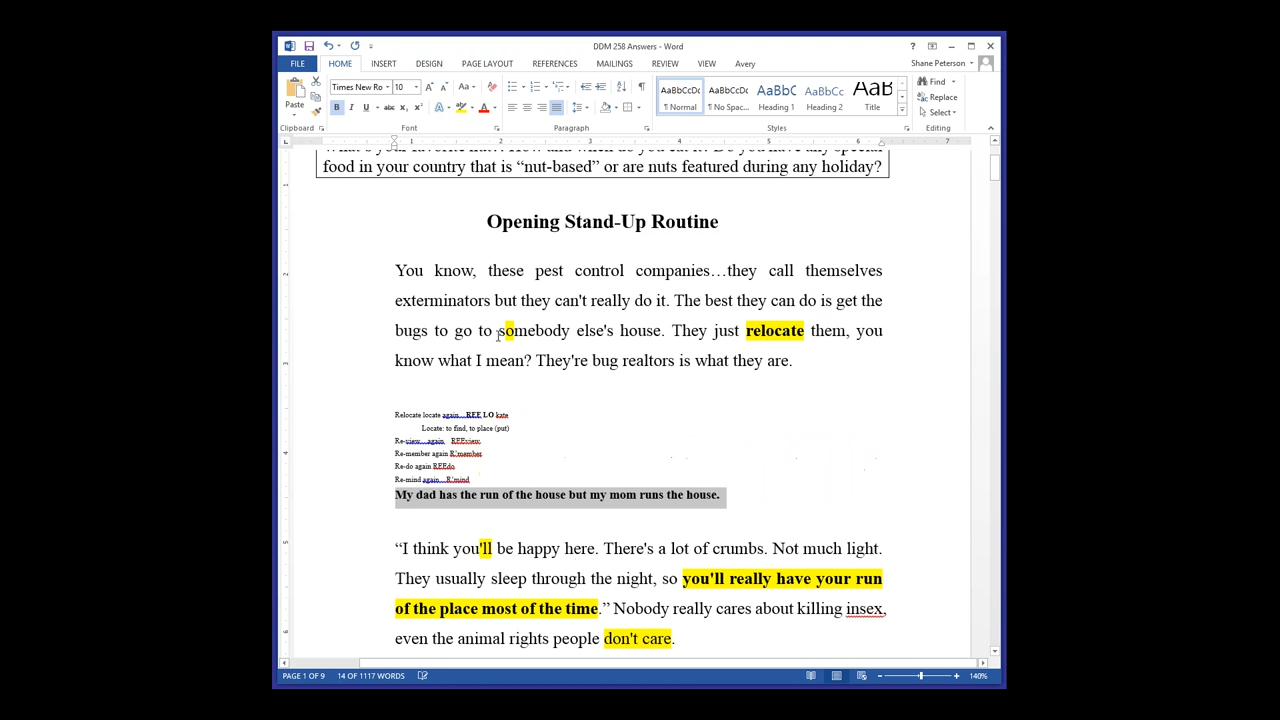 DDM 258 Answers - Word
FILE HOME INSERT DESIGN PAGE LAYOUT REFERENCES MAILINGS REVIEW VIEW Avery Shane Peterson
Times New Ro 10 Aa
Paste
AaBbCcDc AaBbCcDc AaBbC AaBbCc AaB
¶ Normal ¶ No Spac... Heading 1 Heading 2 Title
Find
Replace
Select
Clipboard Font Paragraph Styles Editing
food in your country that is “nut-based” or are nuts featured during any holiday?
Opening Stand-Up Routine
You know, these pest control companies…they call themselves
exterminators but they can't really do it. The best they can do is get the
bugs to go to somebody else's house. They just relocate them, you
know what I mean? They're bug realtors is what they are.
Relocate locate again...REE LO kate
Locate: to find, to place (put)
Re-view...again REEview
Re-member again R'member
Re-do again REEdo
Re-mind again...R'mind
My dad has the run of the house but my mom runs the house.
“I think you'll be happy here. There's a lot of crumbs. Not much light.
They usually sleep through the night, so you'll really have your run
of the place most of the time.” Nobody really cares about killing insex,
even the animal rights people don't care.
PAGE 1 OF 9 14 OF 1117 WORDS 140%